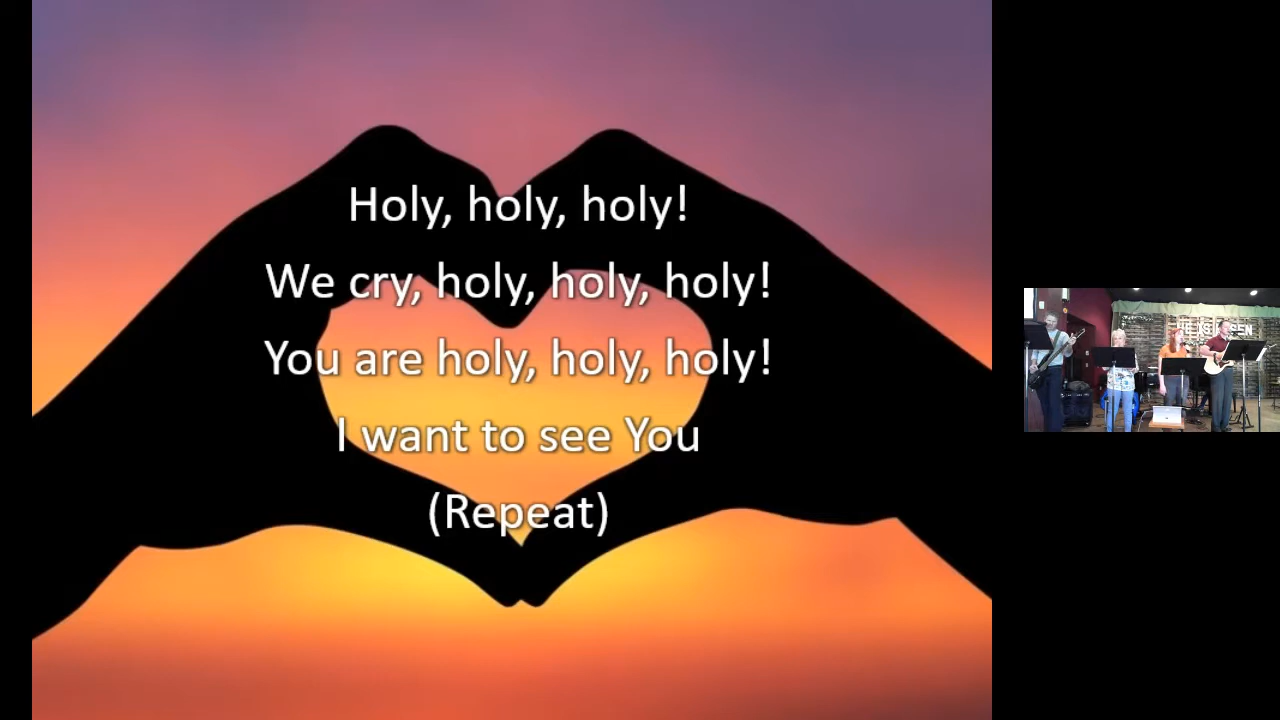 Holy, holy, holy!
We cry, holy, holy, holy!
You are holy, holy, holy!
I want to see You
(Repeat)